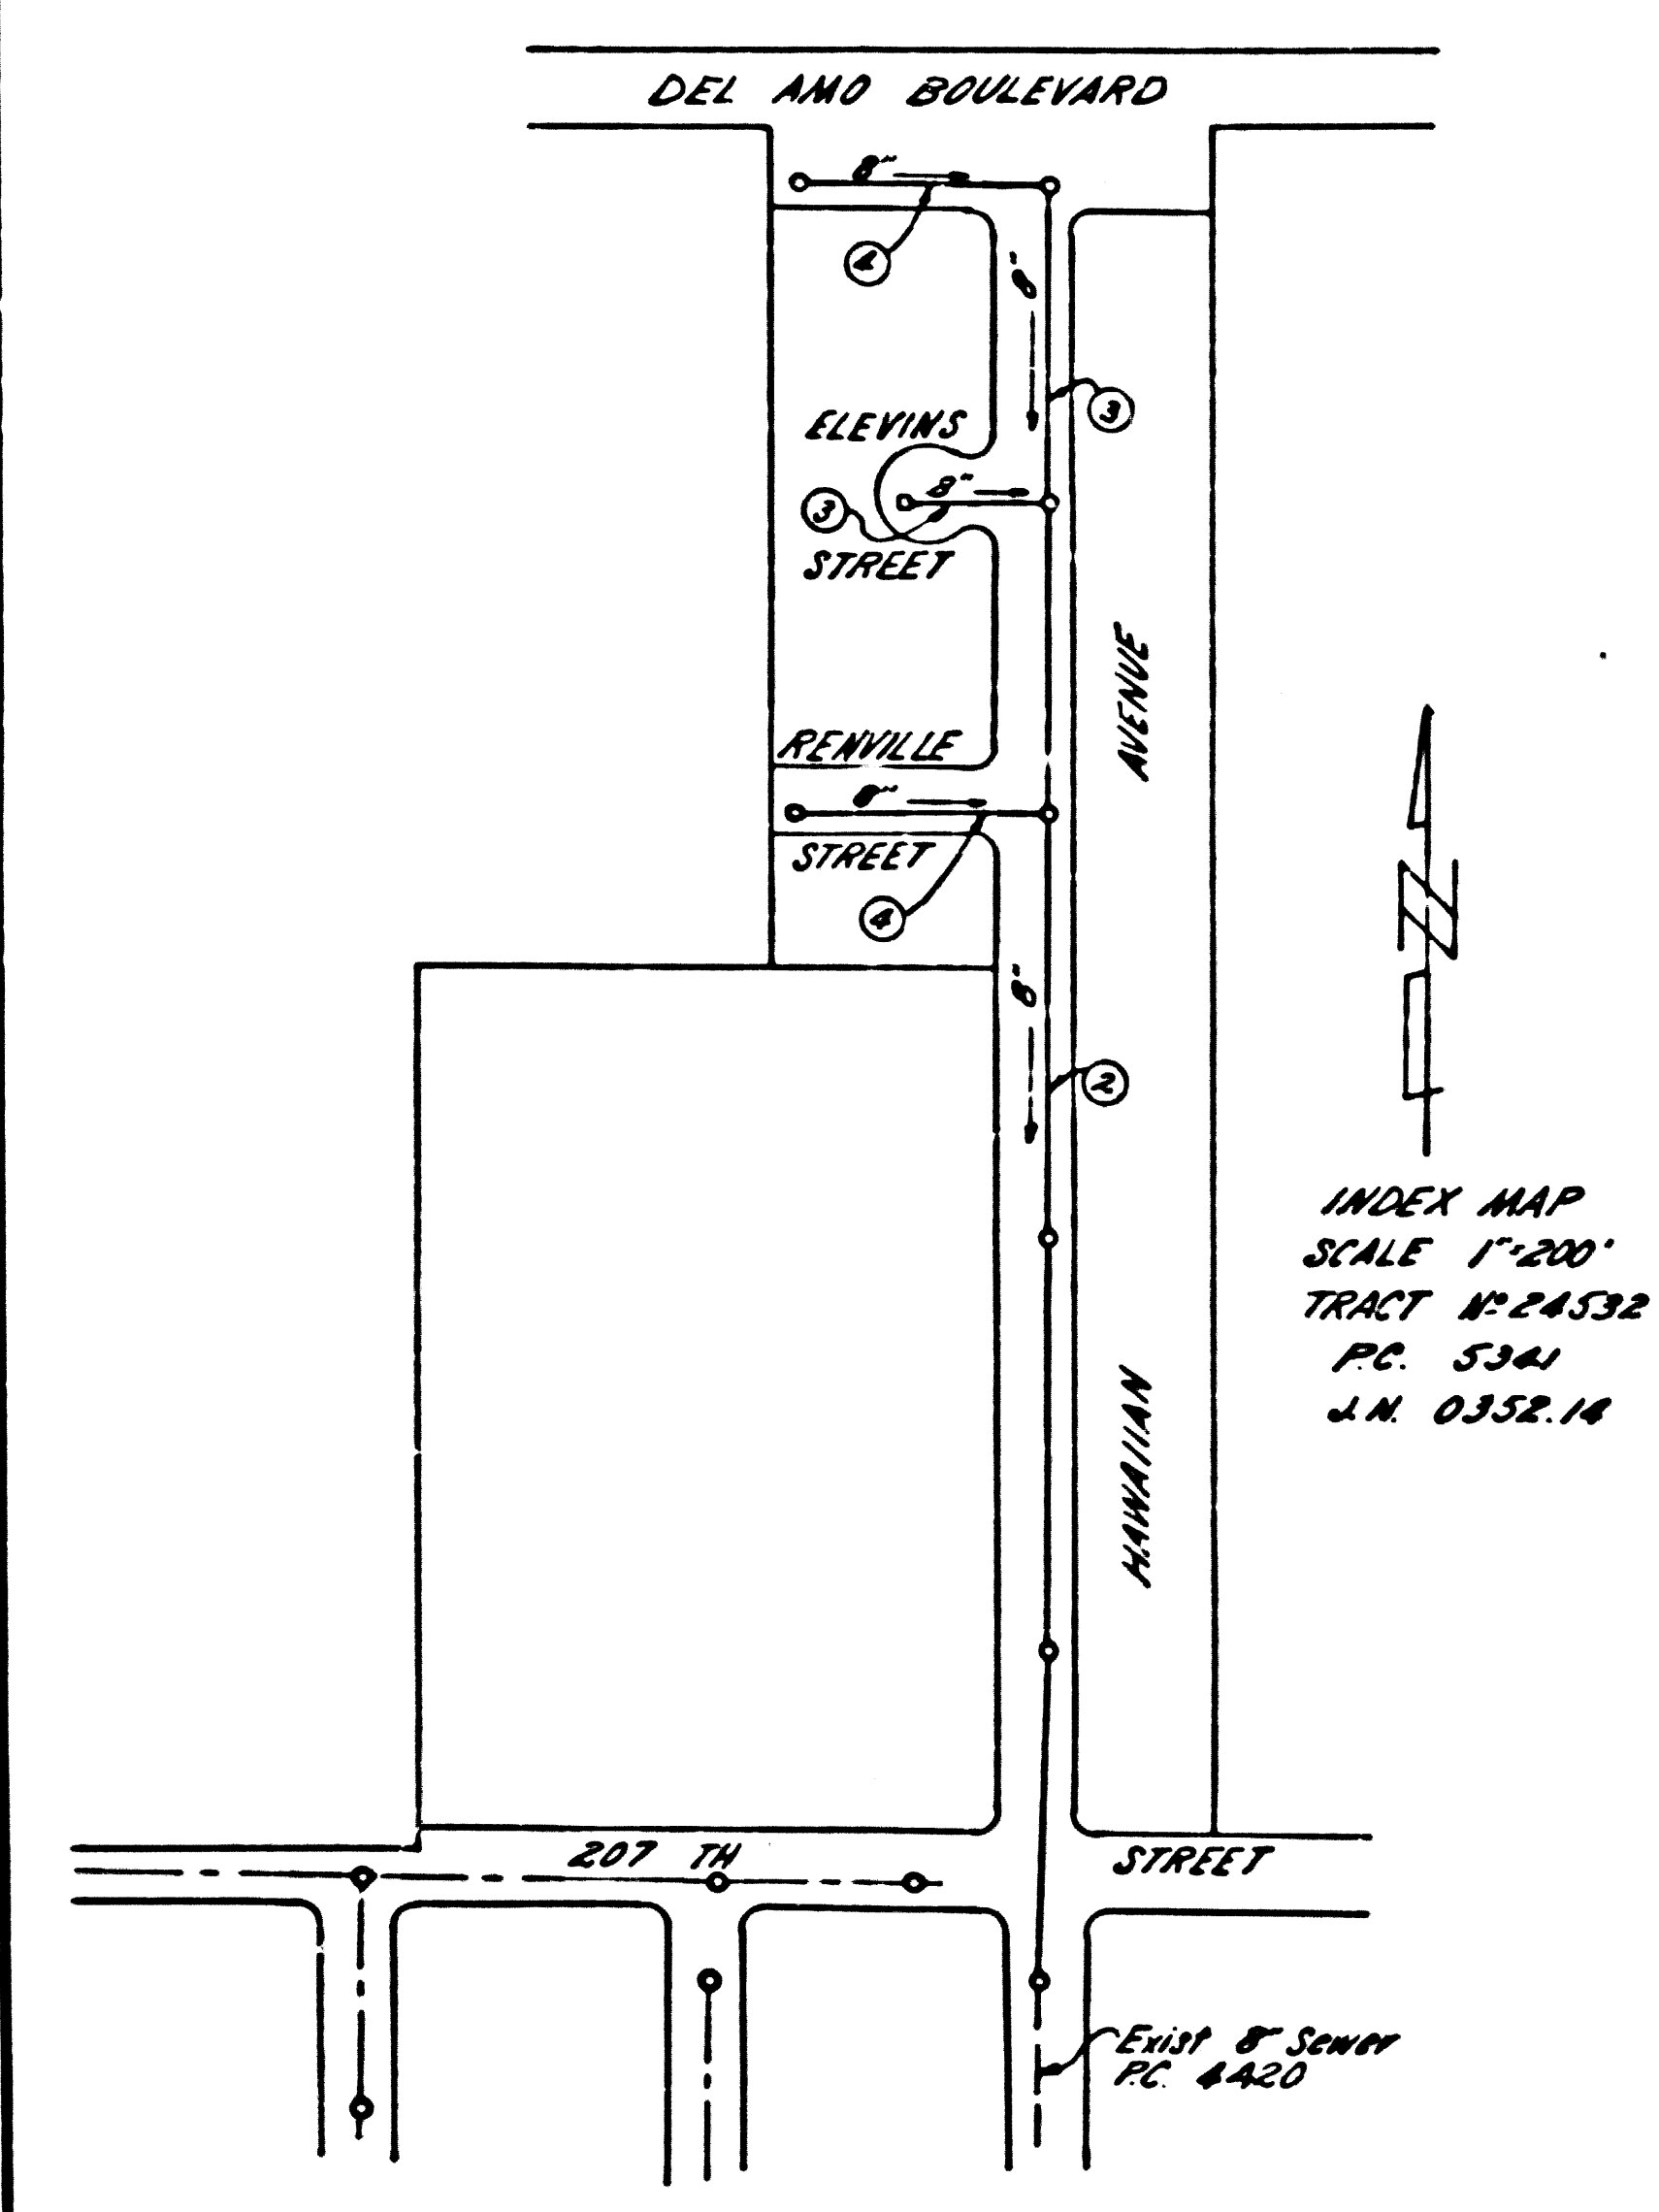 DEL AMO BOULEVARD
8"
4
8"
3
ELEVINS
8"
3
STREET
AVENUE
RENVILLE
8"
STREET
4
8"
2
N
INDEX MAP
SCALE 1"=200'
TRACT Nº 24532
P.C. 5341
J.N. 0352.14
HAWAIIAN
207 TH
STREET
Exist 8" Sewer
P.C. 4420